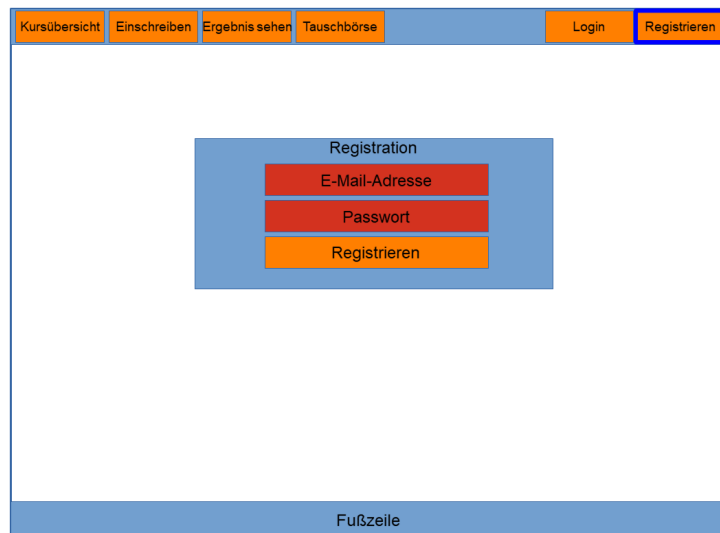 Kursübersicht Einschreiben Ergebnis sehen Tauschbörse Login Registrieren
Registration
E-Mail-Adresse
Passwort
Registrieren
Fußzeile